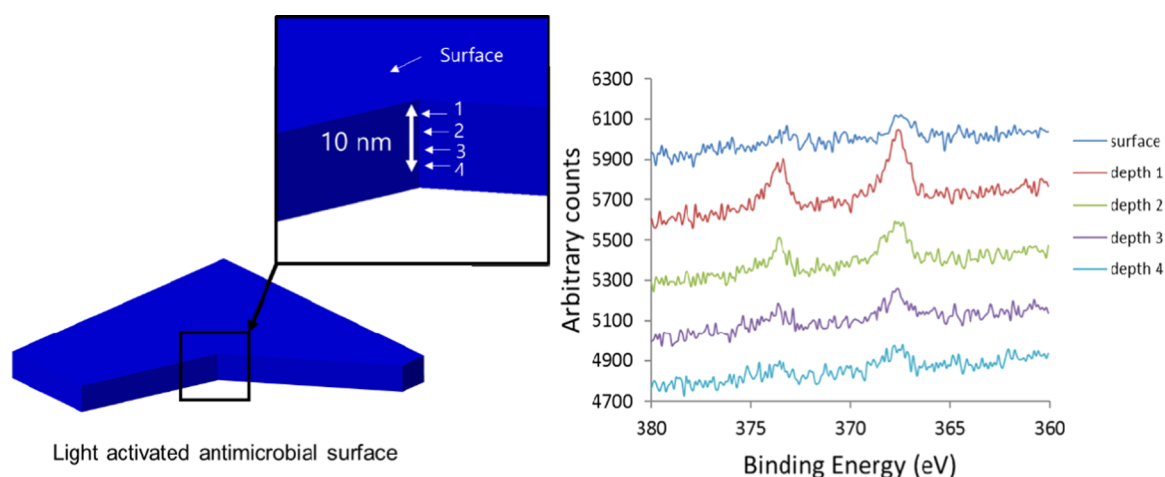 Surface
10 nm
1
2
3
4
Light activated antimicrobial surface
Arbitrary counts
6300
6100
5900
5700
5500
5300
5100
4900
4700
380
375
370
365
360
Binding Energy (eV)
surface
depth 1
depth 2
depth 3
depth 4